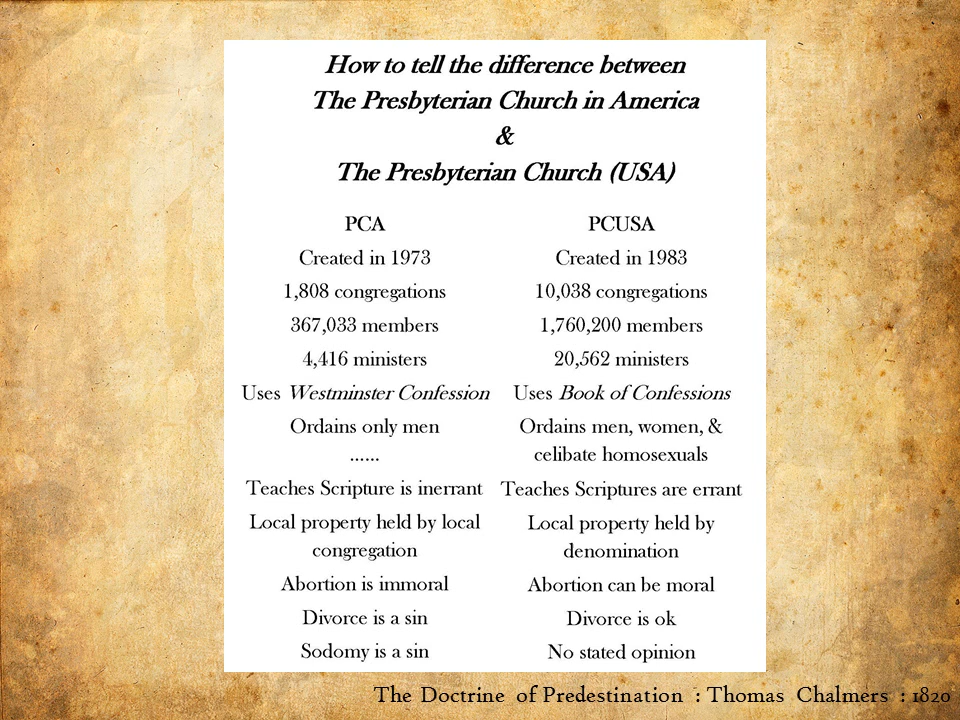 How to tell the difference between
The Presbyterian Church in America
&
The Presbyterian Church (USA)
PCA PCUSA
Created in 1973 Created in 1983
1,808 congregations 10,038 congregations
367,033 members 1,760,200 members
4,416 ministers 20,562 ministers
Uses Westminster Confession Uses Book of Confessions
Ordains only men Ordains men, women, &
...... celibate homosexuals
Teaches Scripture is inerrant Teaches Scriptures are errant
Local property held by local Local property held by
congregation denomination
Abortion is immoral Abortion can be moral
Divorce is a sin Divorce is ok
Sodomy is a sin No stated opinion
The Doctrine of Predestination : Thomas Chalmers : 1820